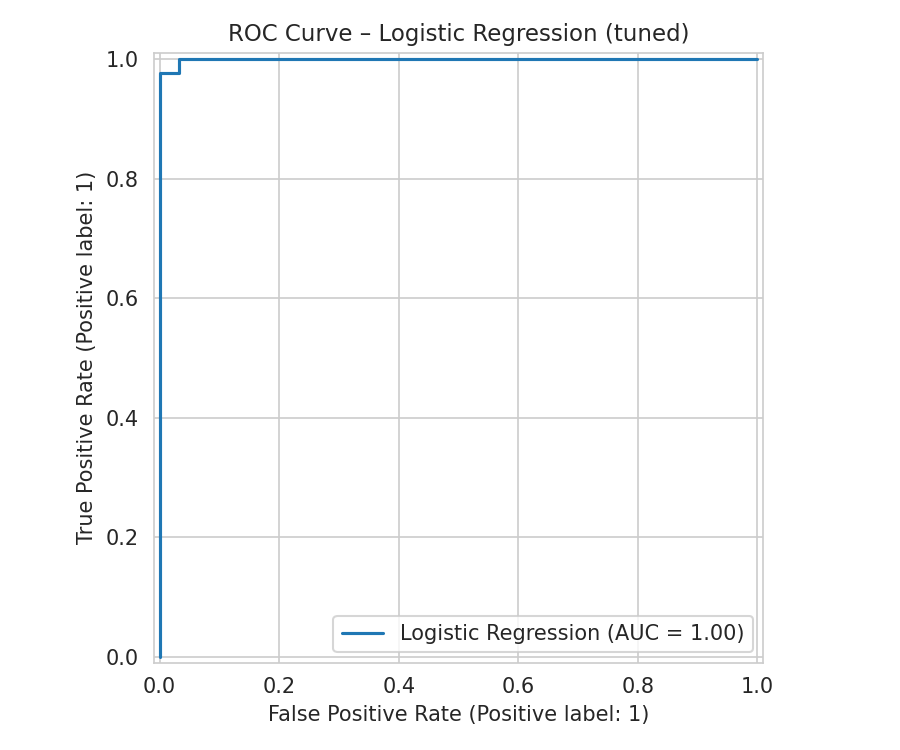 ROC Curve – Logistic Regression (tuned)
1.0
0.8
0.6
0.4
0.2
0.0
True Positive Rate (Positive label: 1)
Logistic Regression (AUC = 1.00)
0.0 0.2 0.4 0.6 0.8 1.0
False Positive Rate (Positive label: 1)